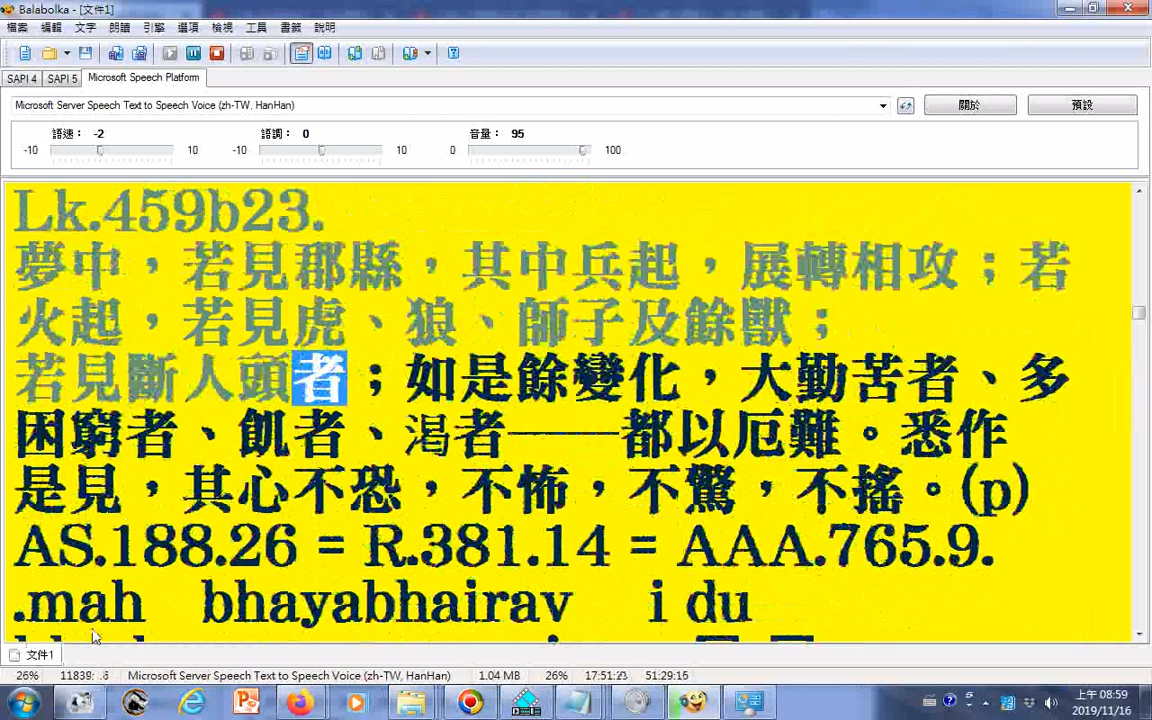 Balabolka - [文件1]
檔案 編輯 文字 朗讀 引擎 選項 檢視 工具 書籤 說明
SAPI 4 SAPI 5 Microsoft Speech Platform
Microsoft Server Speech Text to Speech Voice (zh-TW, HanHan) 關於 預設
語速： -2 語調： 0 音量： 95
-10 10 -10 10 0 100
Lk.459b23.
夢中，若見郡縣，其中兵起，展轉相攻；若
火起，若見虎、狼、師子及餘獸；
若見斷人頭者；如是餘變化，大勤苦者、多
困窮者、飢者、渴者——都以厄難。悉作
是見，其心不恐，不怖，不驚，不搖。(p)
AS.188.26 = R.381.14 = AAA.765.9.
.mah bhayabhairav i du
文件1
26% Microsoft Server Speech Text to Speech Voice (zh-TW, HanHan) 1.04 MB 26% 51:29:16
上午 08:59
2019/11/16